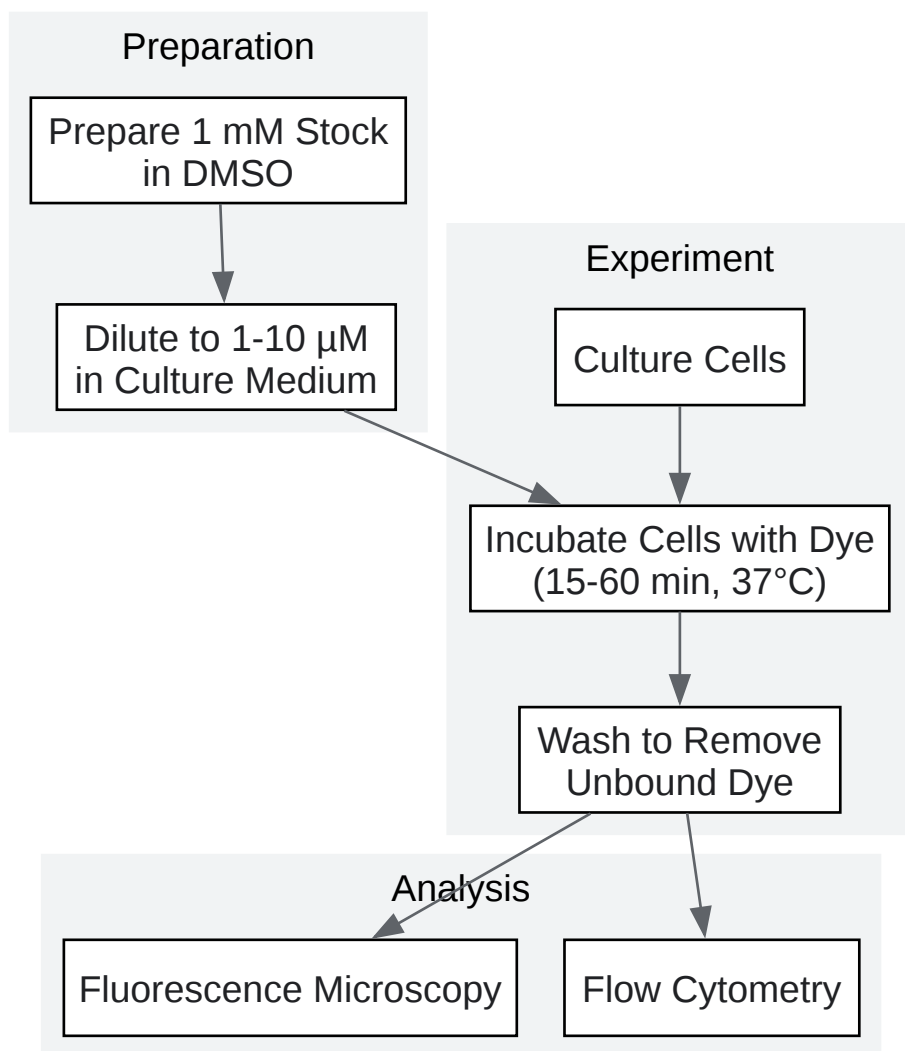 Preparation
Prepare 1 mM Stock
in DMSO
Dilute to 1-10 µM
in Culture Medium
Experiment
Culture Cells
Incubate Cells with Dye
(15-60 min, 37°C)
Wash to Remove
Unbound Dye
Analysis
Fluorescence Microscopy
Flow Cytometry